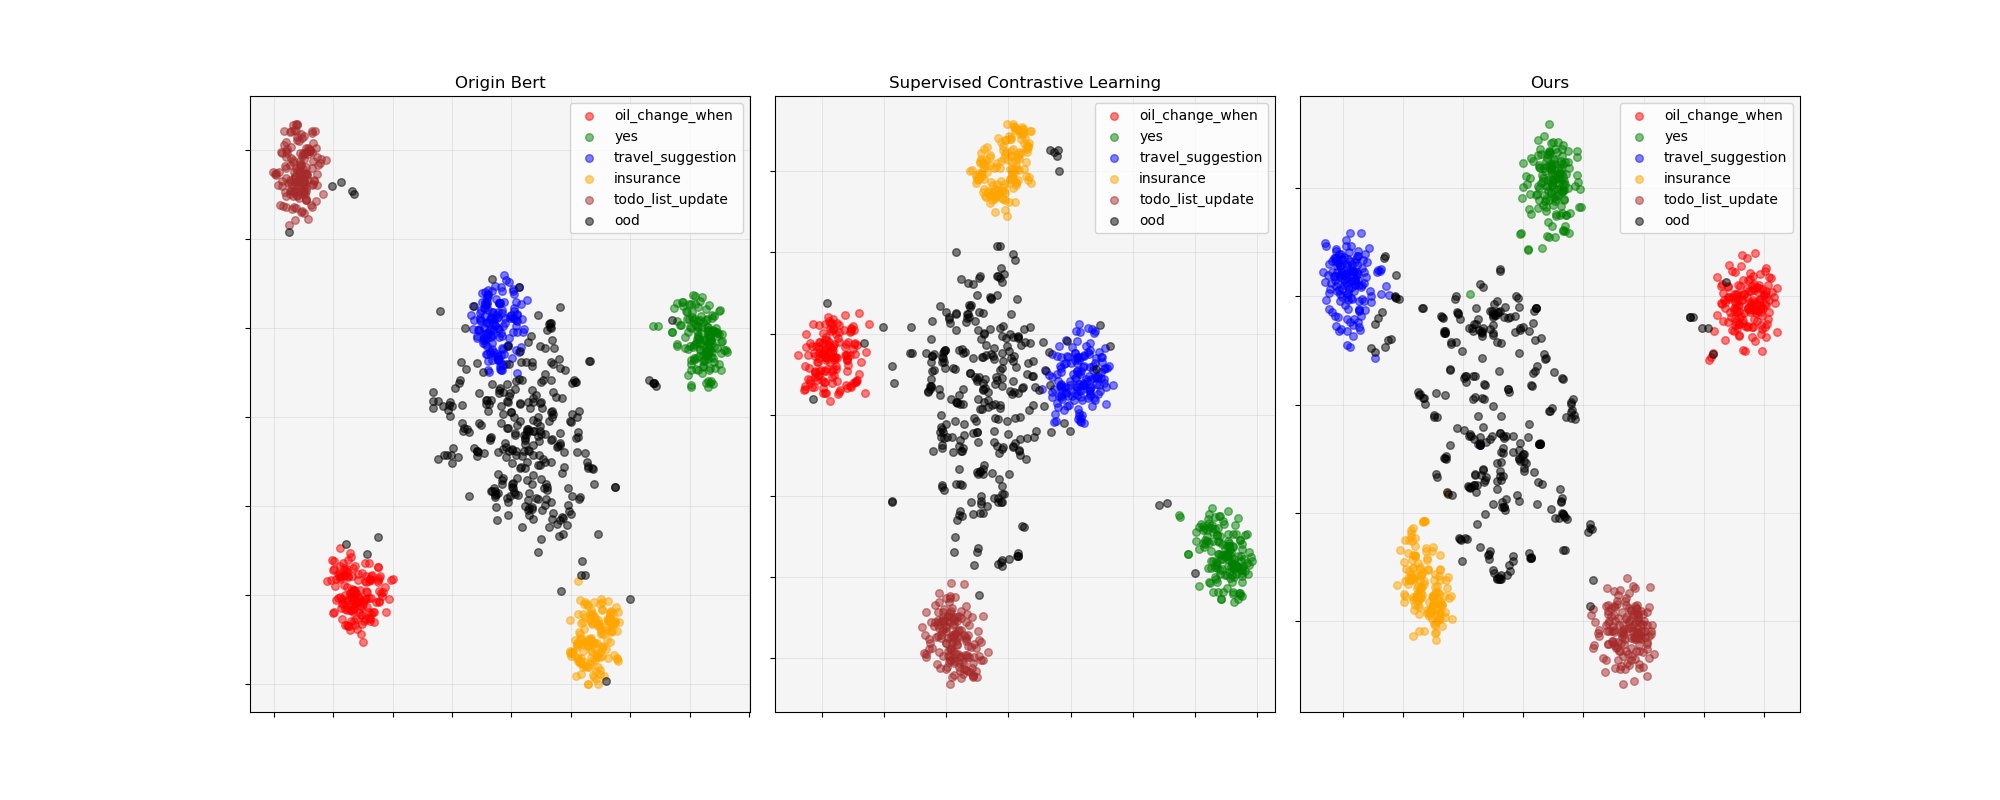 Origin Bert
oil_change_when
yes
travel_suggestion
insurance
todo_list_update
ood
Supervised Contrastive Learning
oil_change_when
yes
travel_suggestion
insurance
todo_list_update
ood
Ours
oil_change_when
yes
travel_suggestion
insurance
todo_list_update
ood